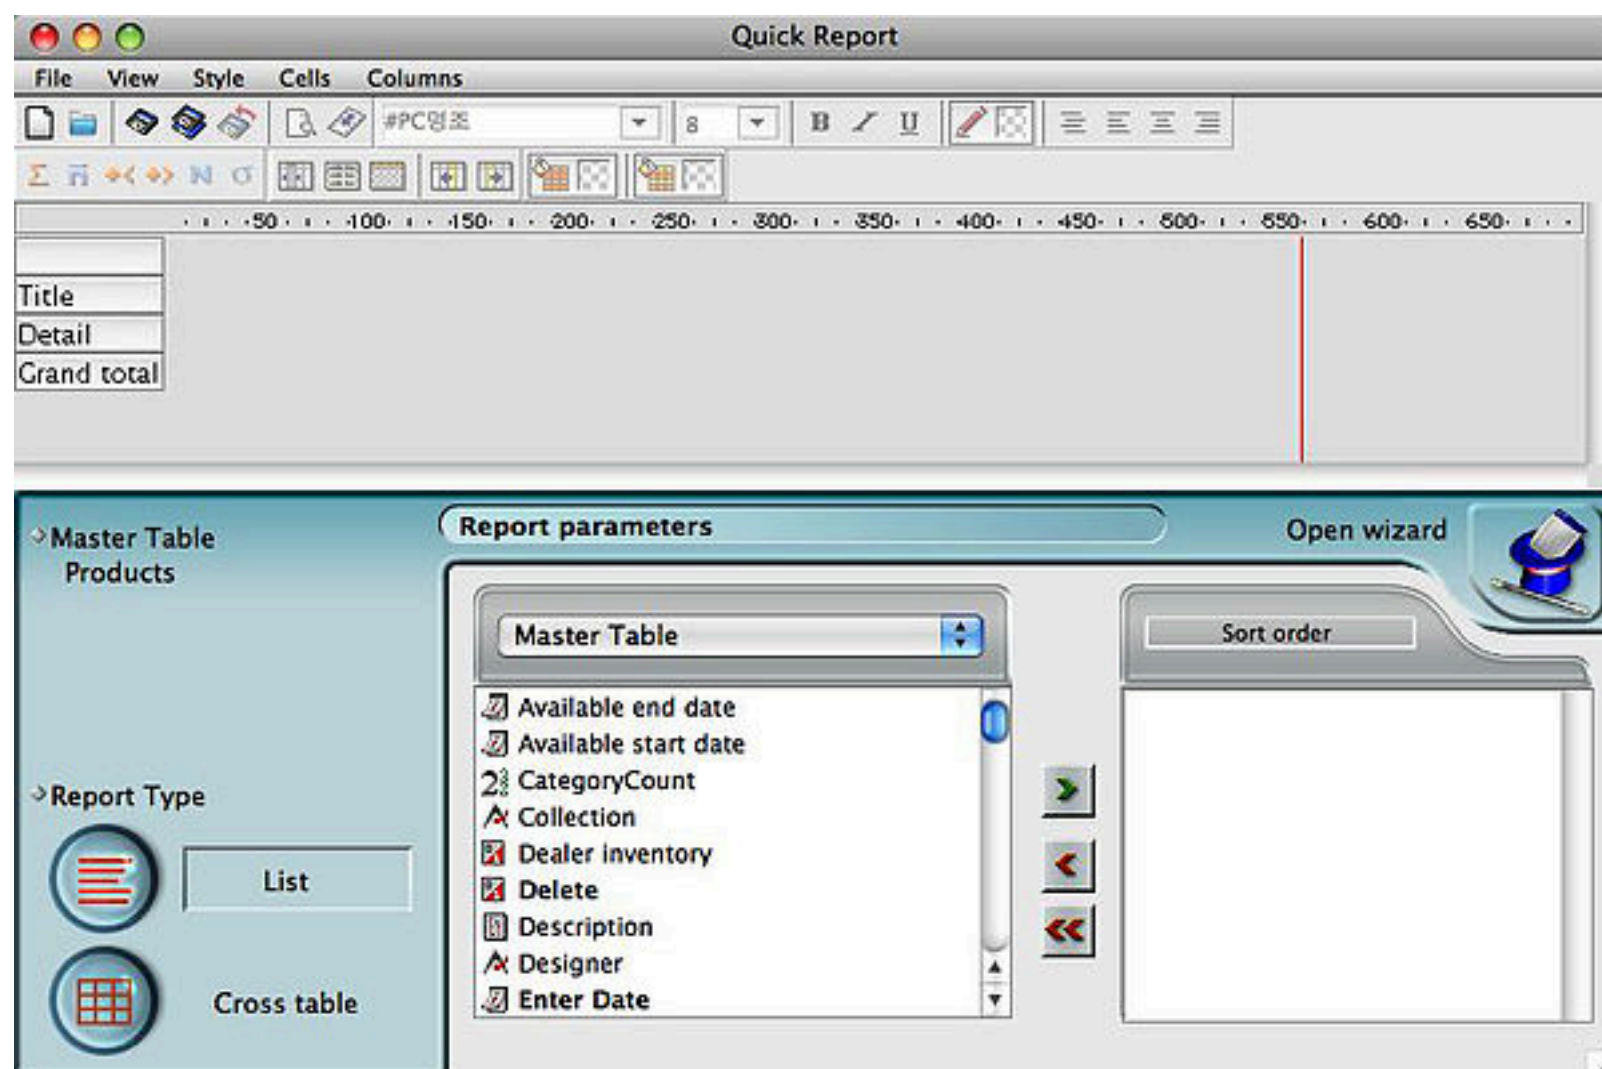 Quick Report
File View Style Cells Columns
#PC명조 8 B I U
Σ N σ
50 100 150 200 250 300 350 400 450 500 550 600 650
Title
Detail
Grand total
Master Table
Products
Report parameters
Open wizard
Master Table
Sort order
Available end date
Available start date
CategoryCount
Collection
Dealer inventory
Delete
Description
Designer
Enter Date
Report Type
List
Cross table